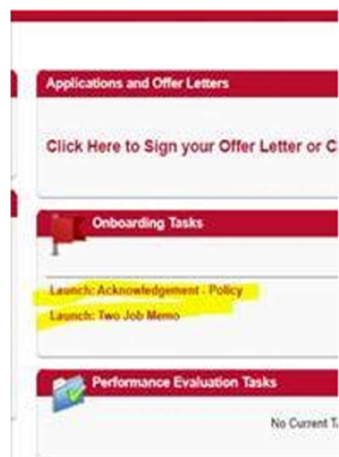 Applications and Offer Letters
Click Here to Sign your Offer Letter or C
Onboarding Tasks
Launch: Acknowledgement - Policy
Launch: Two Job Memo
Performance Evaluation Tasks
No Current Ta